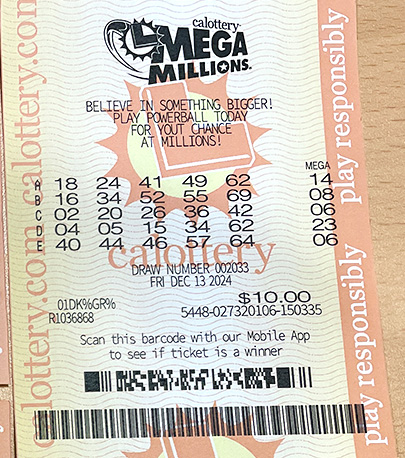 calottery
MEGA
MILLIONS.
BELIEVE IN SOMETHING BIGGER!
PLAY POWERBALL TODAY
FOR YOUT CHANCE
AT MILLIONS!
MEGA
A 18 24 41 49 62 14
B 16 34 52 55 69 08
C 02 20 26 36 42 06
D 04 05 15 34 62 23
E 40 44 46 57 64 06
calottery
DRAW NUMBER 002033
FRI DEC 13 2024
$10.00
01DK%GR%
R1036868 5448-027320106-150335
Scan this barcode with our Mobile App
to see if ticket is a winner
calottery.com calottery.com
play responsibly
play responsibly